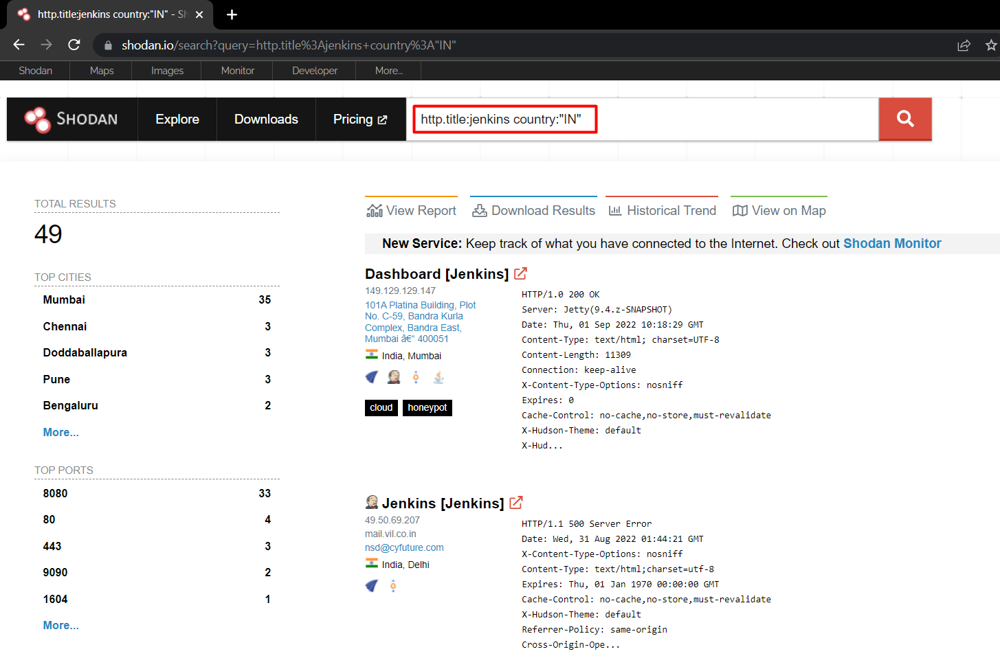 http.title:jenkins country:"IN" - Sh
shodan.io/search?query=http.title%3Ajenkins+country%3A"IN"
Shodan Maps Images Monitor Developer More...
SHODAN Explore Downloads Pricing http.title:jenkins country:"IN"
TOTAL RESULTS
49
TOP CITIES
Mumbai 35
Chennai 3
Doddaballapura 3
Pune 3
Bengaluru 2
More...
TOP PORTS
8080 33
80 4
443 3
9090 2
1604 1
More...
View Report Download Results Historical Trend View on Map
New Service: Keep track of what you have connected to the Internet. Check out Shodan Monitor
Dashboard [Jenkins]
149.129.129.147
101A Platina Building, Plot
No. C-59, Bandra Kurla
Complex, Bandra East,
Mumbai â€“ 400051
India, Mumbai
cloud honeypot
HTTP/1.0 200 OK
Server: Jetty(9.4.z-SNAPSHOT)
Date: Thu, 01 Sep 2022 10:18:29 GMT
Content-Type: text/html; charset=UTF-8
Content-Length: 11309
Connection: keep-alive
X-Content-Type-Options: nosniff
Expires: 0
Cache-Control: no-cache,no-store,must-revalidate
X-Hudson-Theme: default
X-Hud...
Jenkins [Jenkins]
49.50.69.207
mail.vil.co.in
nsd@cyfuture.com
India, Delhi
HTTP/1.1 500 Server Error
Date: Wed, 31 Aug 2022 01:44:21 GMT
X-Content-Type-Options: nosniff
Content-Type: text/html;charset=utf-8
Expires: Thu, 01 Jan 1970 00:00:00 GMT
Cache-Control: no-cache,no-store,must-revalidate
X-Hudson-Theme: default
Referrer-Policy: same-origin
Cross-Origin-Ope...